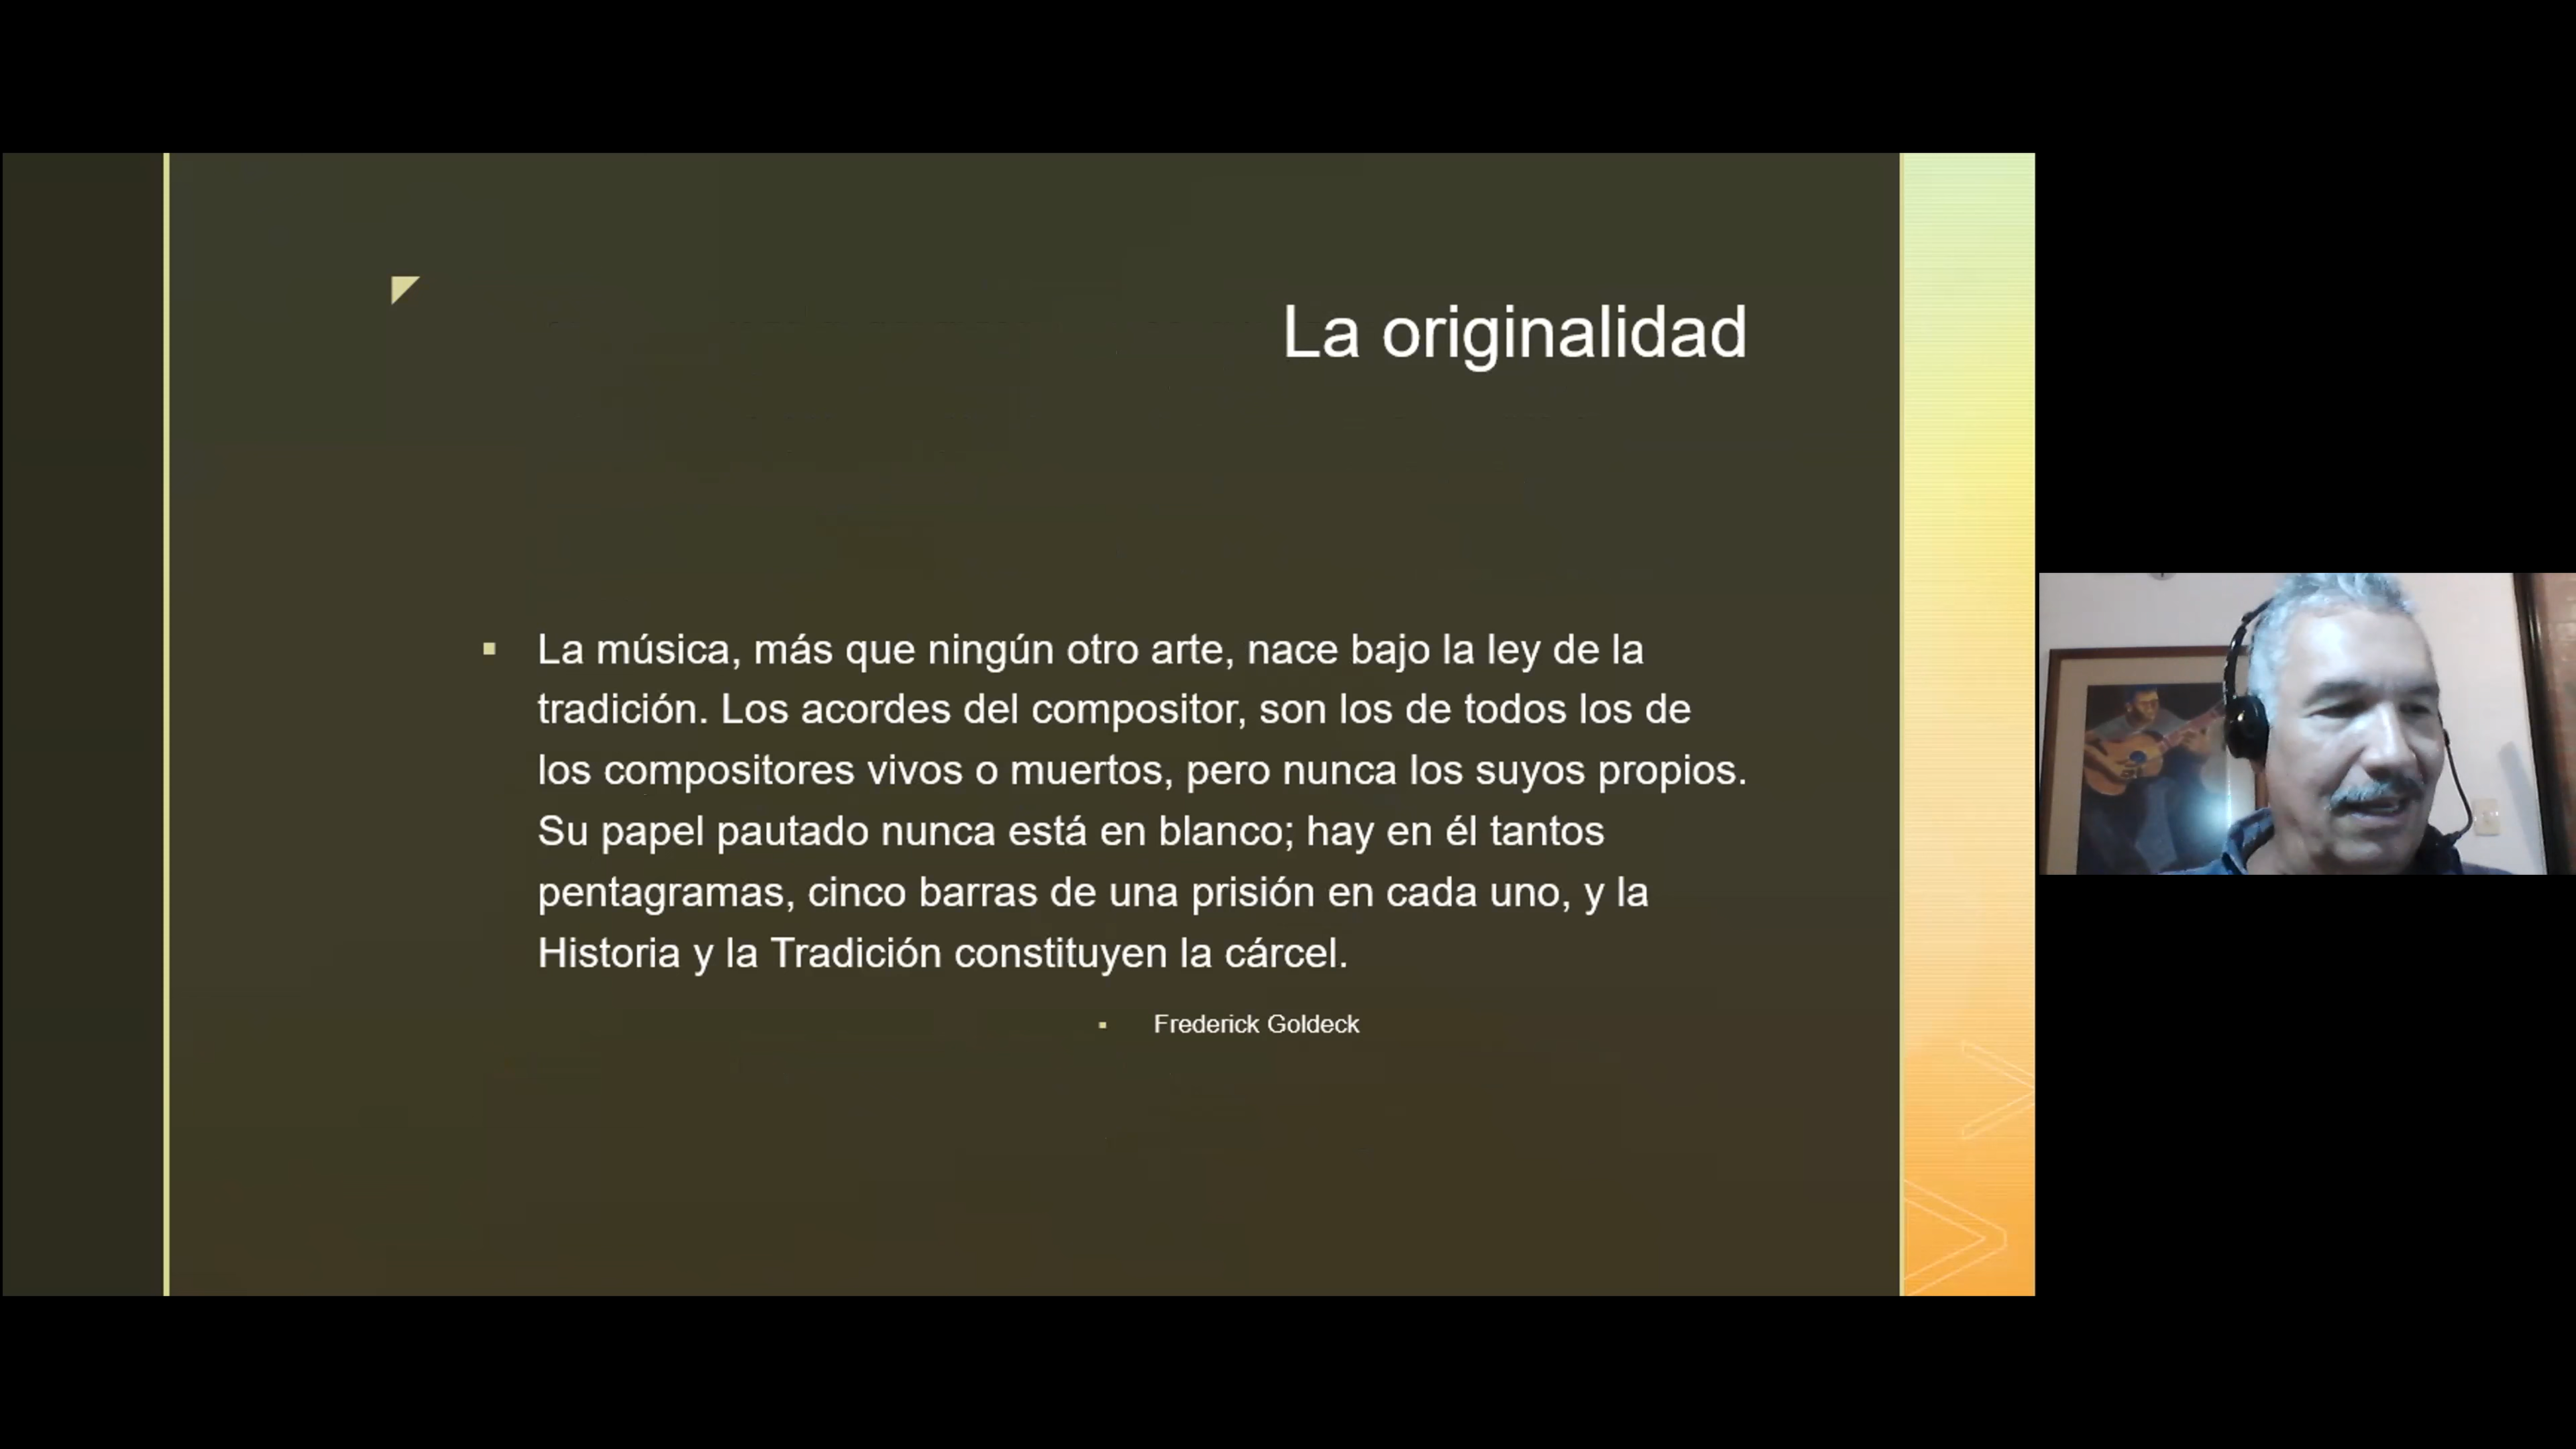 La originalidad
La música, más que ningún otro arte, nace bajo la ley de la
tradición. Los acordes del compositor, son los de todos los de
los compositores vivos o muertos, pero nunca los suyos propios.
Su papel pautado nunca está en blanco; hay en él tantos
pentagramas, cinco barras de una prisión en cada uno, y la
Historia y la Tradición constituyen la cárcel.
Frederick Goldeck